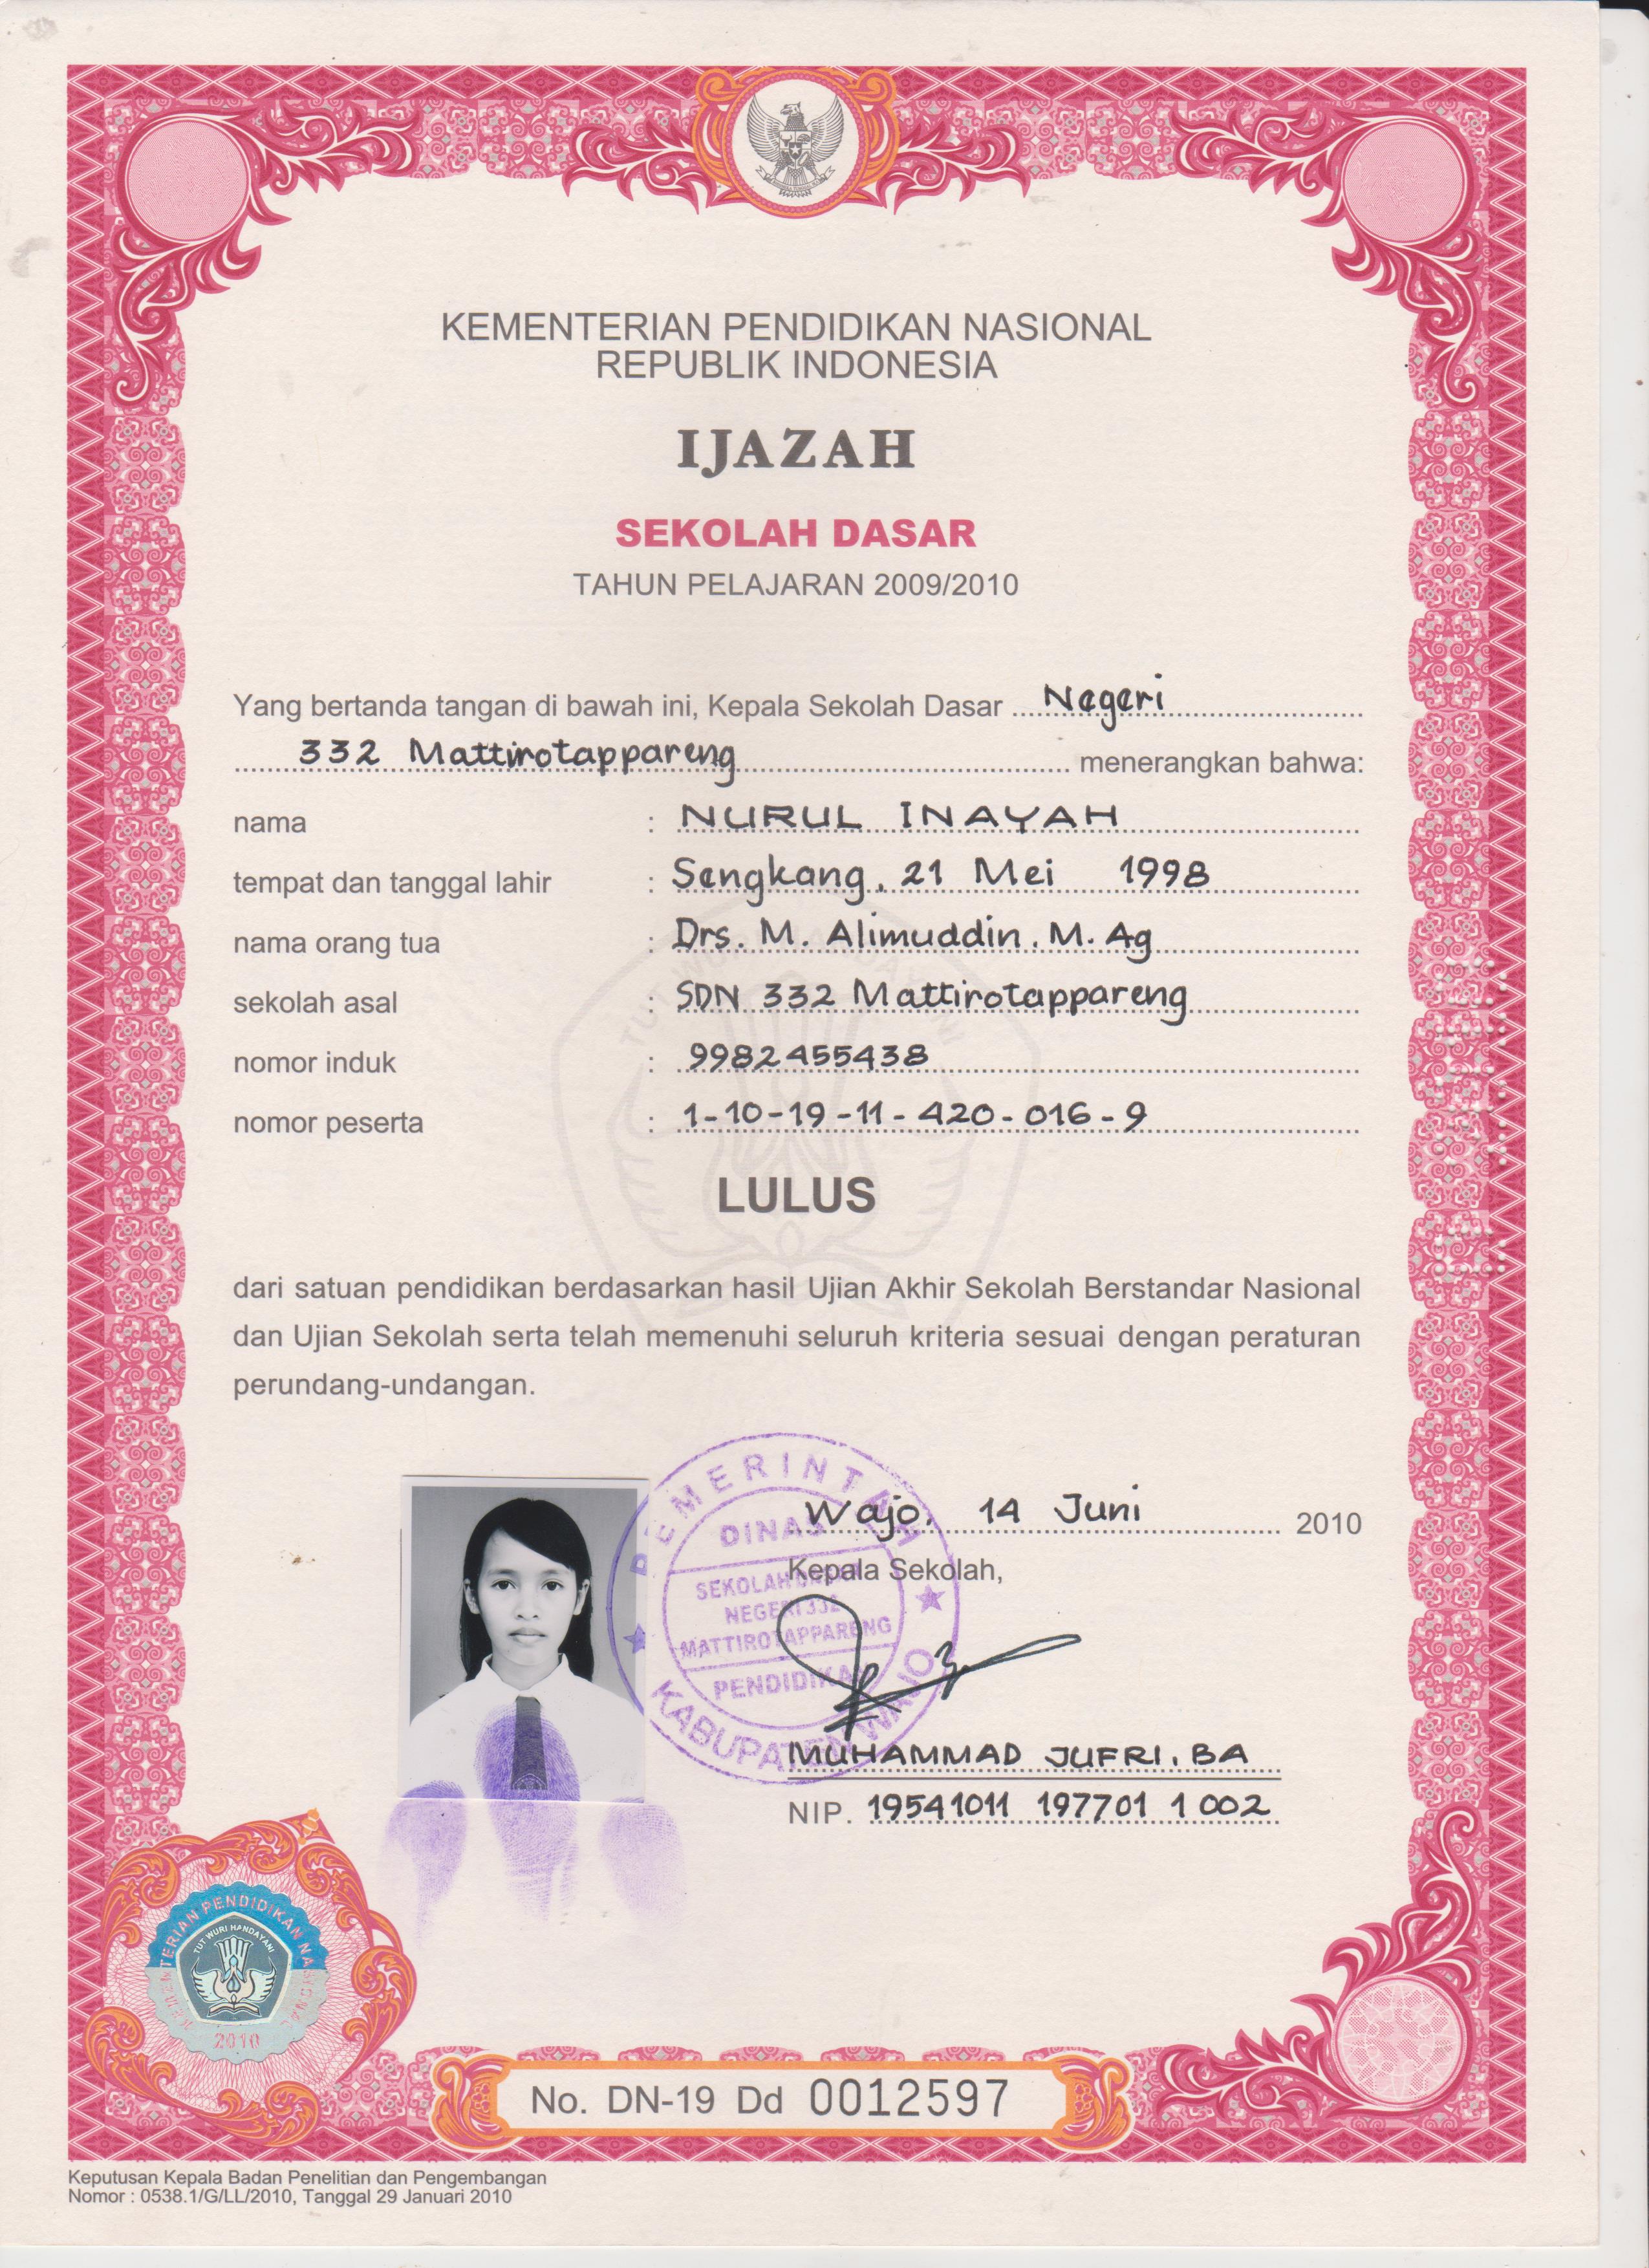 KEMENTERIAN PENDIDIKAN NASIONAL
REPUBLIK INDONESIA
IJAZAH
SEKOLAH DASAR
TAHUN PELAJARAN 2009/2010
Yang bertanda tangan di bawah ini, Kepala Sekolah Dasar Negeri
332 Mattirotappareng menerangkan bahwa:
nama : NURUL INAYAH
tempat dan tanggal lahir : Sengkang, 21 Mei 1998
nama orang tua : Drs. M. Alimuddin. M. Ag
sekolah asal : SDN 332 Mattirotappareng
nomor induk : 9982455438
nomor peserta : 1-10-19-11-420-016-9
LULUS
dari satuan pendidikan berdasarkan hasil Ujian Akhir Sekolah Berstandar Nasional
dan Ujian Sekolah serta telah memenuhi seluruh kriteria sesuai dengan peraturan
perundang-undangan.
Wajo, 14 Juni 2010
Kepala Sekolah,
PEMERINTAH
DINAS
SEKOLAH DASAR
NEGERI 332
MATTIROTAPPARENG
PENDIDIKAN
KABUPATEN WAJO
MUHAMMAD JUFRI. BA
NIP. 19541011 197701 1 002
KEMENTERIAN PENDIDIKAN NASIONAL
TUT WURI HANDAYANI
2010
No. DN-19 Dd 0012597
Keputusan Kepala Badan Penelitian dan Pengembangan
Nomor : 0538.1/G/LL/2010, Tanggal 29 Januari 2010